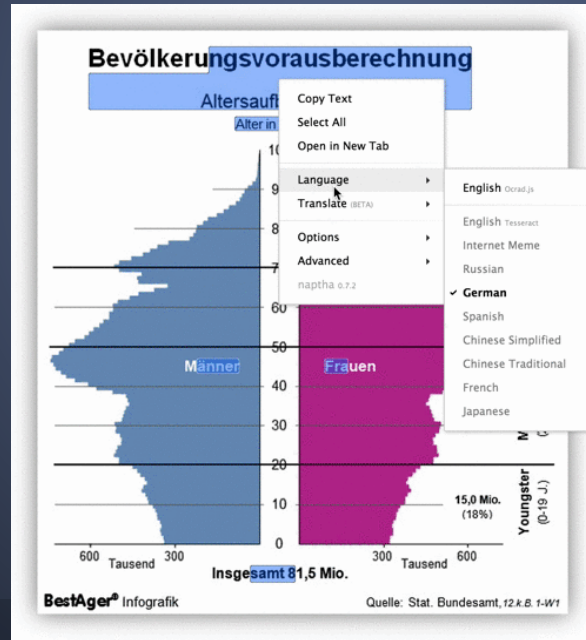 Bevölkerungsvorausberechnung
Altersaufb
Alter in
Copy Text
Select All
Open in New Tab
Language
Translate (BETA)
Options
Advanced
naptha 0.7.2
English Ocrad.js
English Tesseract
Internet Meme
Russian
✓ German
Spanish
Chinese Simplified
Chinese Traditional
French
Japanese
10
9
8
7
60
50
40
30
20
10
0
Männer
Frauen
15,0 Mio.
(18%)
Youngster
(0-19 J.)
600
300
300
600
Tausend
Tausend
Insgesamt 81,5 Mio.
BestAger® Infografik
Quelle: Stat. Bundesamt, 12.k.B. 1-W1